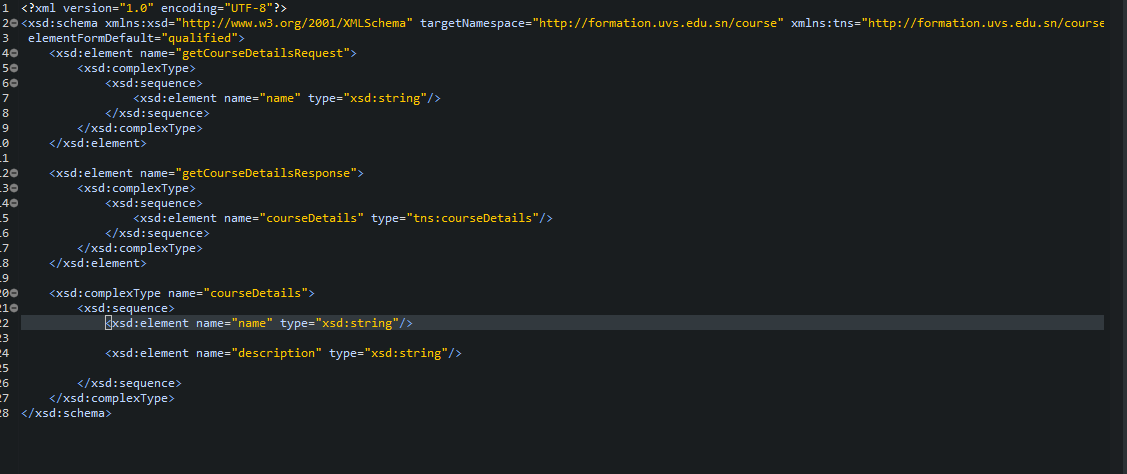 1 <?xml version="1.0" encoding="UTF-8"?>
2 <xsd:schema xmlns:xsd="http://www.w3.org/2001/XMLSchema" targetNamespace="http://formation.uvs.edu.sn/course" xmlns:tns="http://formation.uvs.edu.sn/course
3 elementFormDefault="qualified">
4 <xsd:element name="getCourseDetailsRequest">
5 <xsd:complexType>
6 <xsd:sequence>
7 <xsd:element name="name" type="xsd:string"/>
8 </xsd:sequence>
9 </xsd:complexType>
10 </xsd:element>
11
12 <xsd:element name="getCourseDetailsResponse">
13 <xsd:complexType>
14 <xsd:sequence>
15 <xsd:element name="courseDetails" type="tns:courseDetails"/>
16 </xsd:sequence>
17 </xsd:complexType>
18 </xsd:element>
19
20 <xsd:complexType name="courseDetails">
21 <xsd:sequence>
22 <xsd:element name="name" type="xsd:string"/>
23
24 <xsd:element name="description" type="xsd:string"/>
25
26 </xsd:sequence>
27 </xsd:complexType>
28 </xsd:schema>